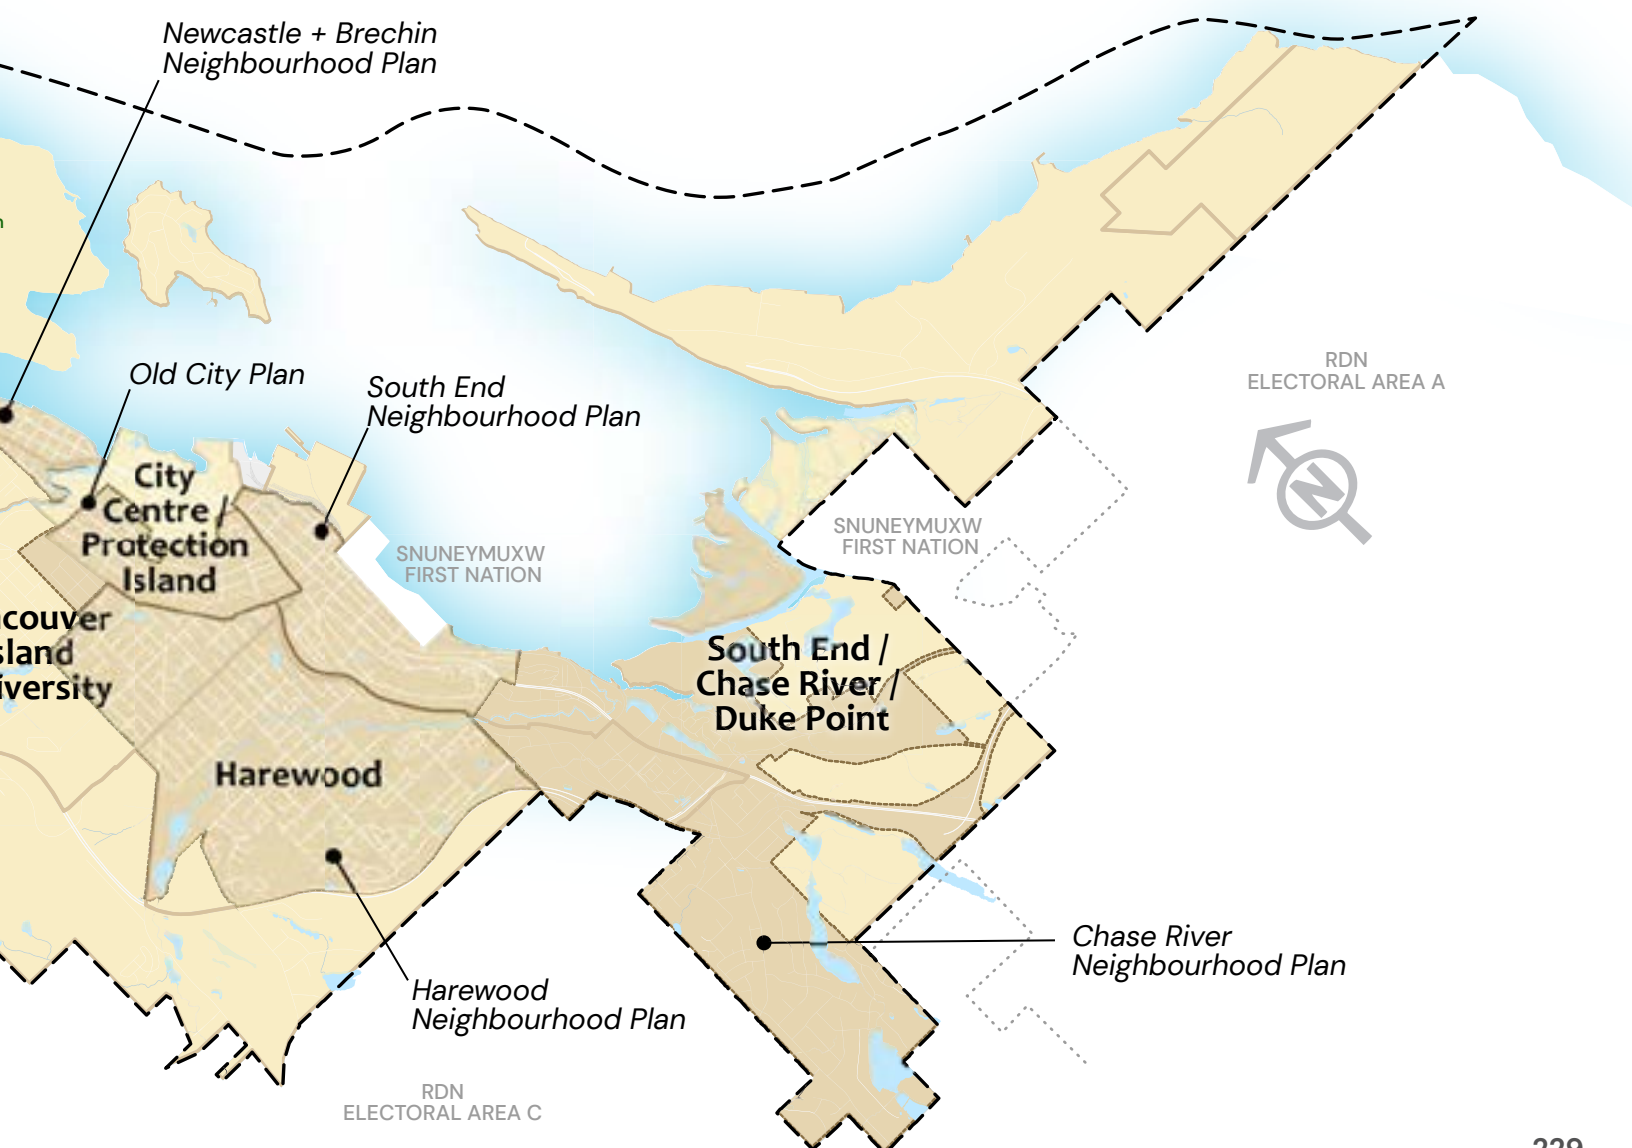 Newcastle + Brechin
Neighbourhood Plan
Old City Plan
South End
Neighbourhood Plan
RDN
ELECTORAL AREA A
N
City
Centre /
Protection
Island
SNUNEYMUXW
FIRST NATION
SNUNEYMUXW
FIRST NATION
couver
sland
iversity
South End /
Chase River /
Duke Point
Harewood
Chase River
Neighbourhood Plan
Harewood
Neighbourhood Plan
RDN
ELECTORAL AREA C